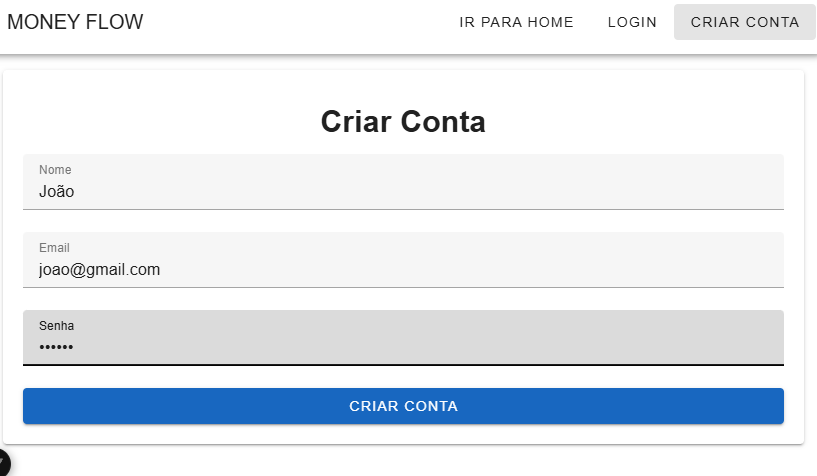 MONEY FLOW IR PARA HOME LOGIN CRIAR CONTA
Criar Conta
Nome
João
Email
joao@gmail.com
Senha
••••••
CRIAR CONTA